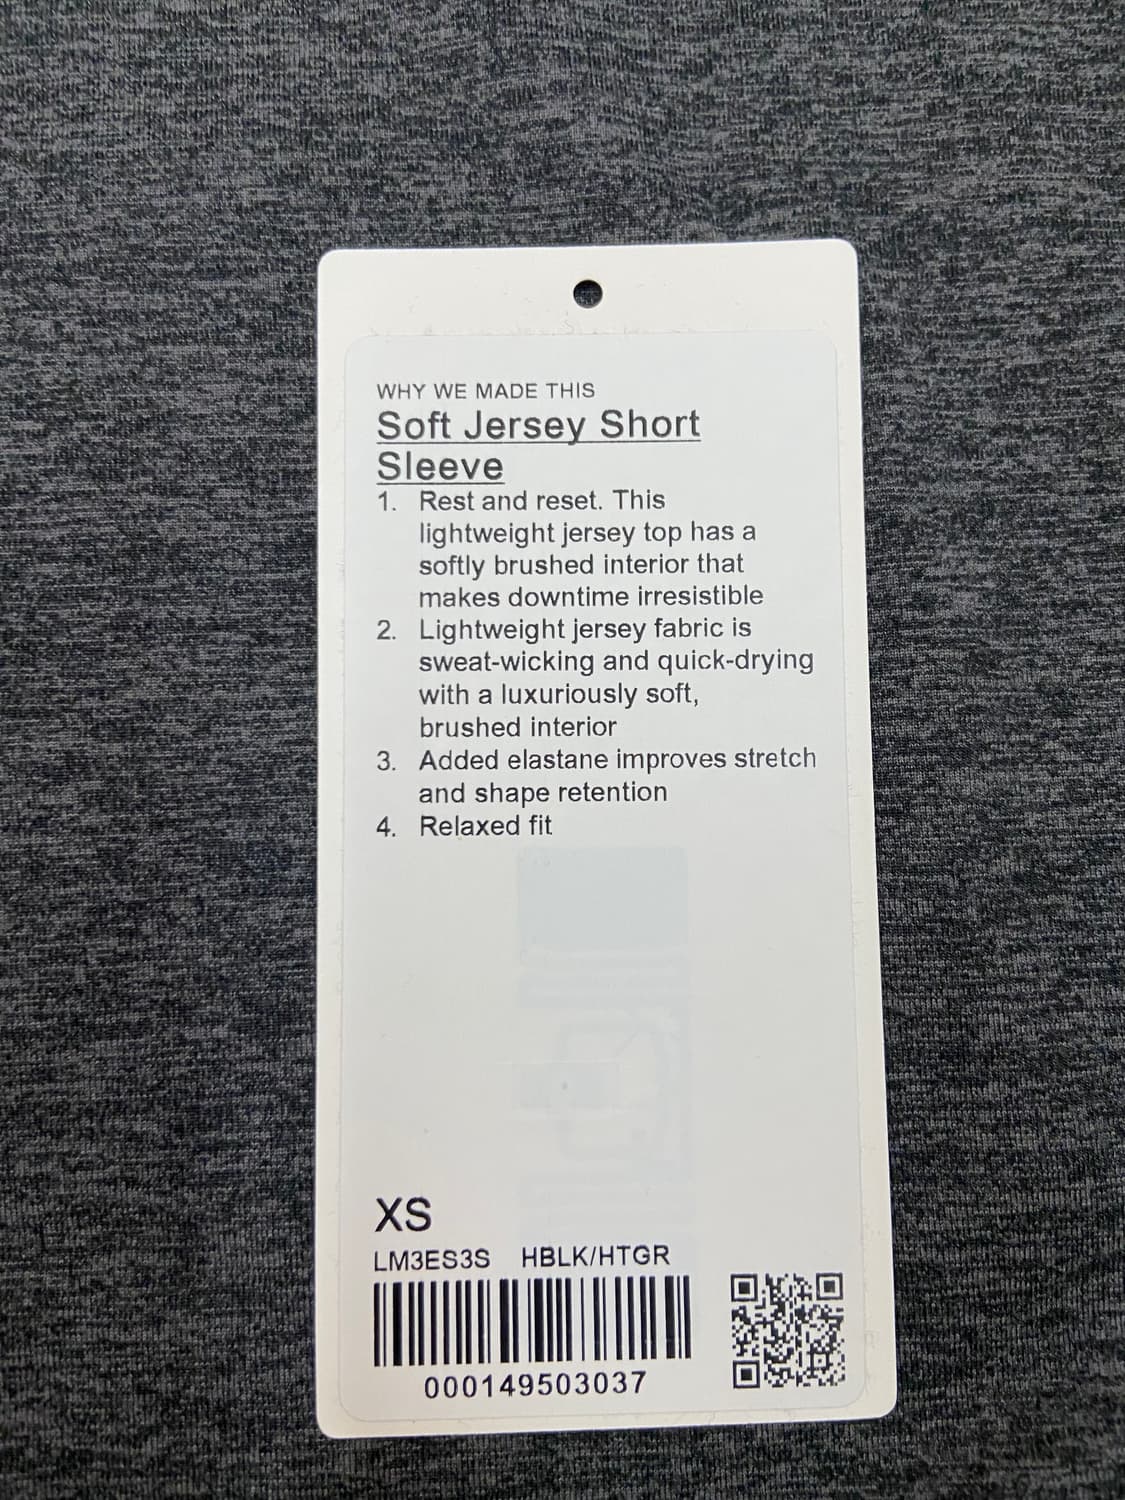 WHY WE MADE THIS
Soft Jersey Short
Sleeve
1. Rest and reset. This
lightweight jersey top has a
softly brushed interior that
makes downtime irresistible
2. Lightweight jersey fabric is
sweat-wicking and quick-drying
with a luxuriously soft,
brushed interior
3. Added elastane improves stretch
and shape retention
4. Relaxed fit
XS
LM3ES3S HBLK/HTGR
000149503037